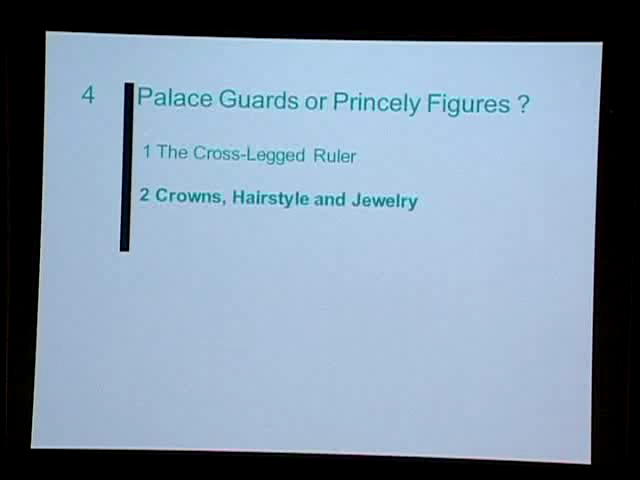 4 Palace Guards or Princely Figures ?
1 The Cross-Legged Ruler
2 Crowns, Hairstyle and Jewelry